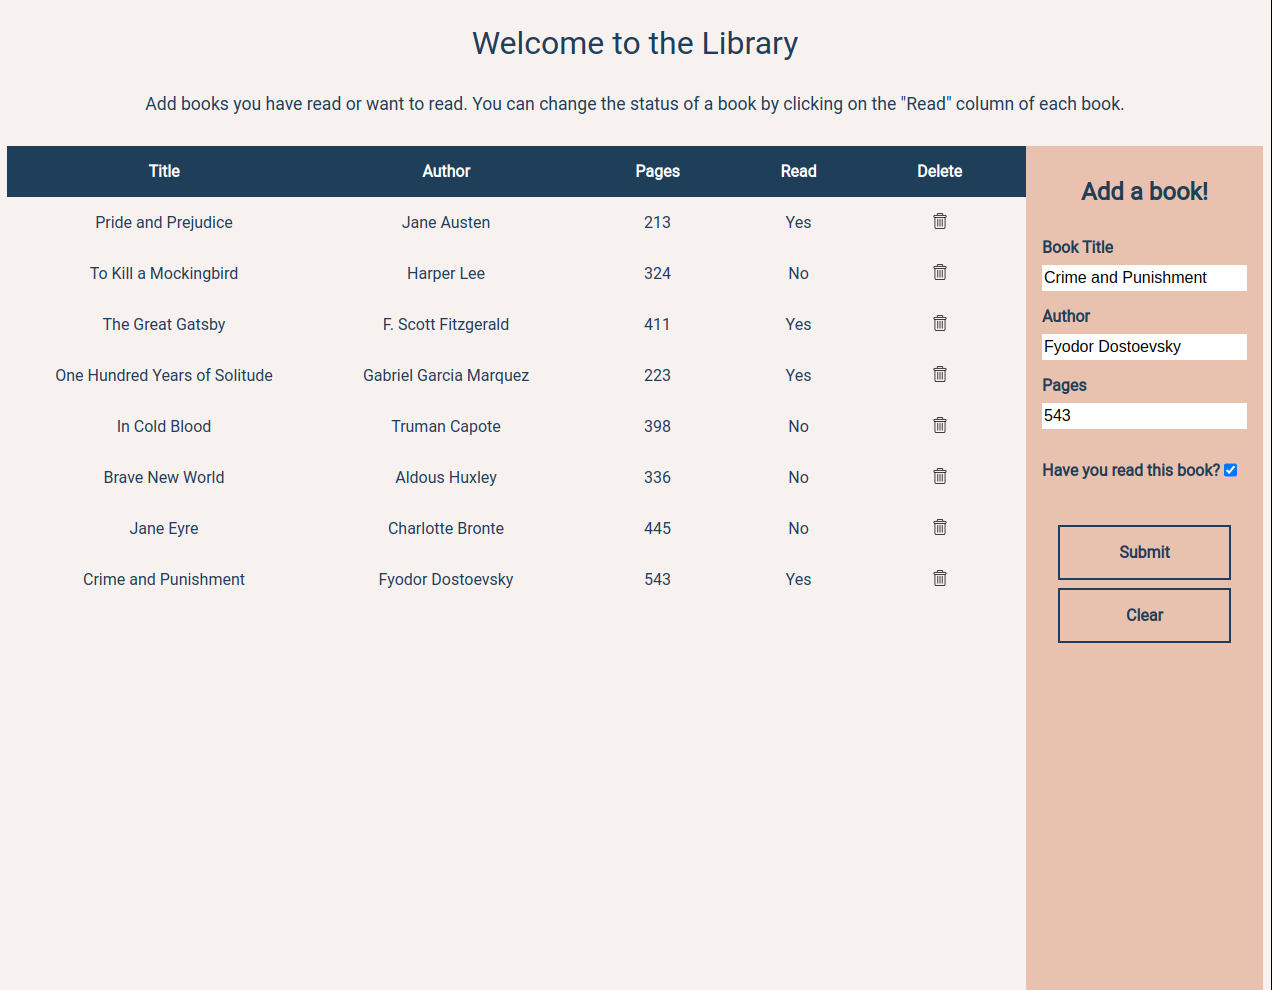 Welcome to the Library
Add books you have read or want to read. You can change the status of a book by clicking on the "Read" column of each book.
Title Author Pages Read Delete
Pride and Prejudice Jane Austen 213 Yes
To Kill a Mockingbird Harper Lee 324 No
The Great Gatsby F. Scott Fitzgerald 411 Yes
One Hundred Years of Solitude Gabriel Garcia Marquez 223 Yes
In Cold Blood Truman Capote 398 No
Brave New World Aldous Huxley 336 No
Jane Eyre Charlotte Bronte 445 No
Crime and Punishment Fyodor Dostoevsky 543 Yes
Add a book!
Book Title
Crime and Punishment
Author
Fyodor Dostoevsky
Pages
543
Have you read this book?
Submit
Clear